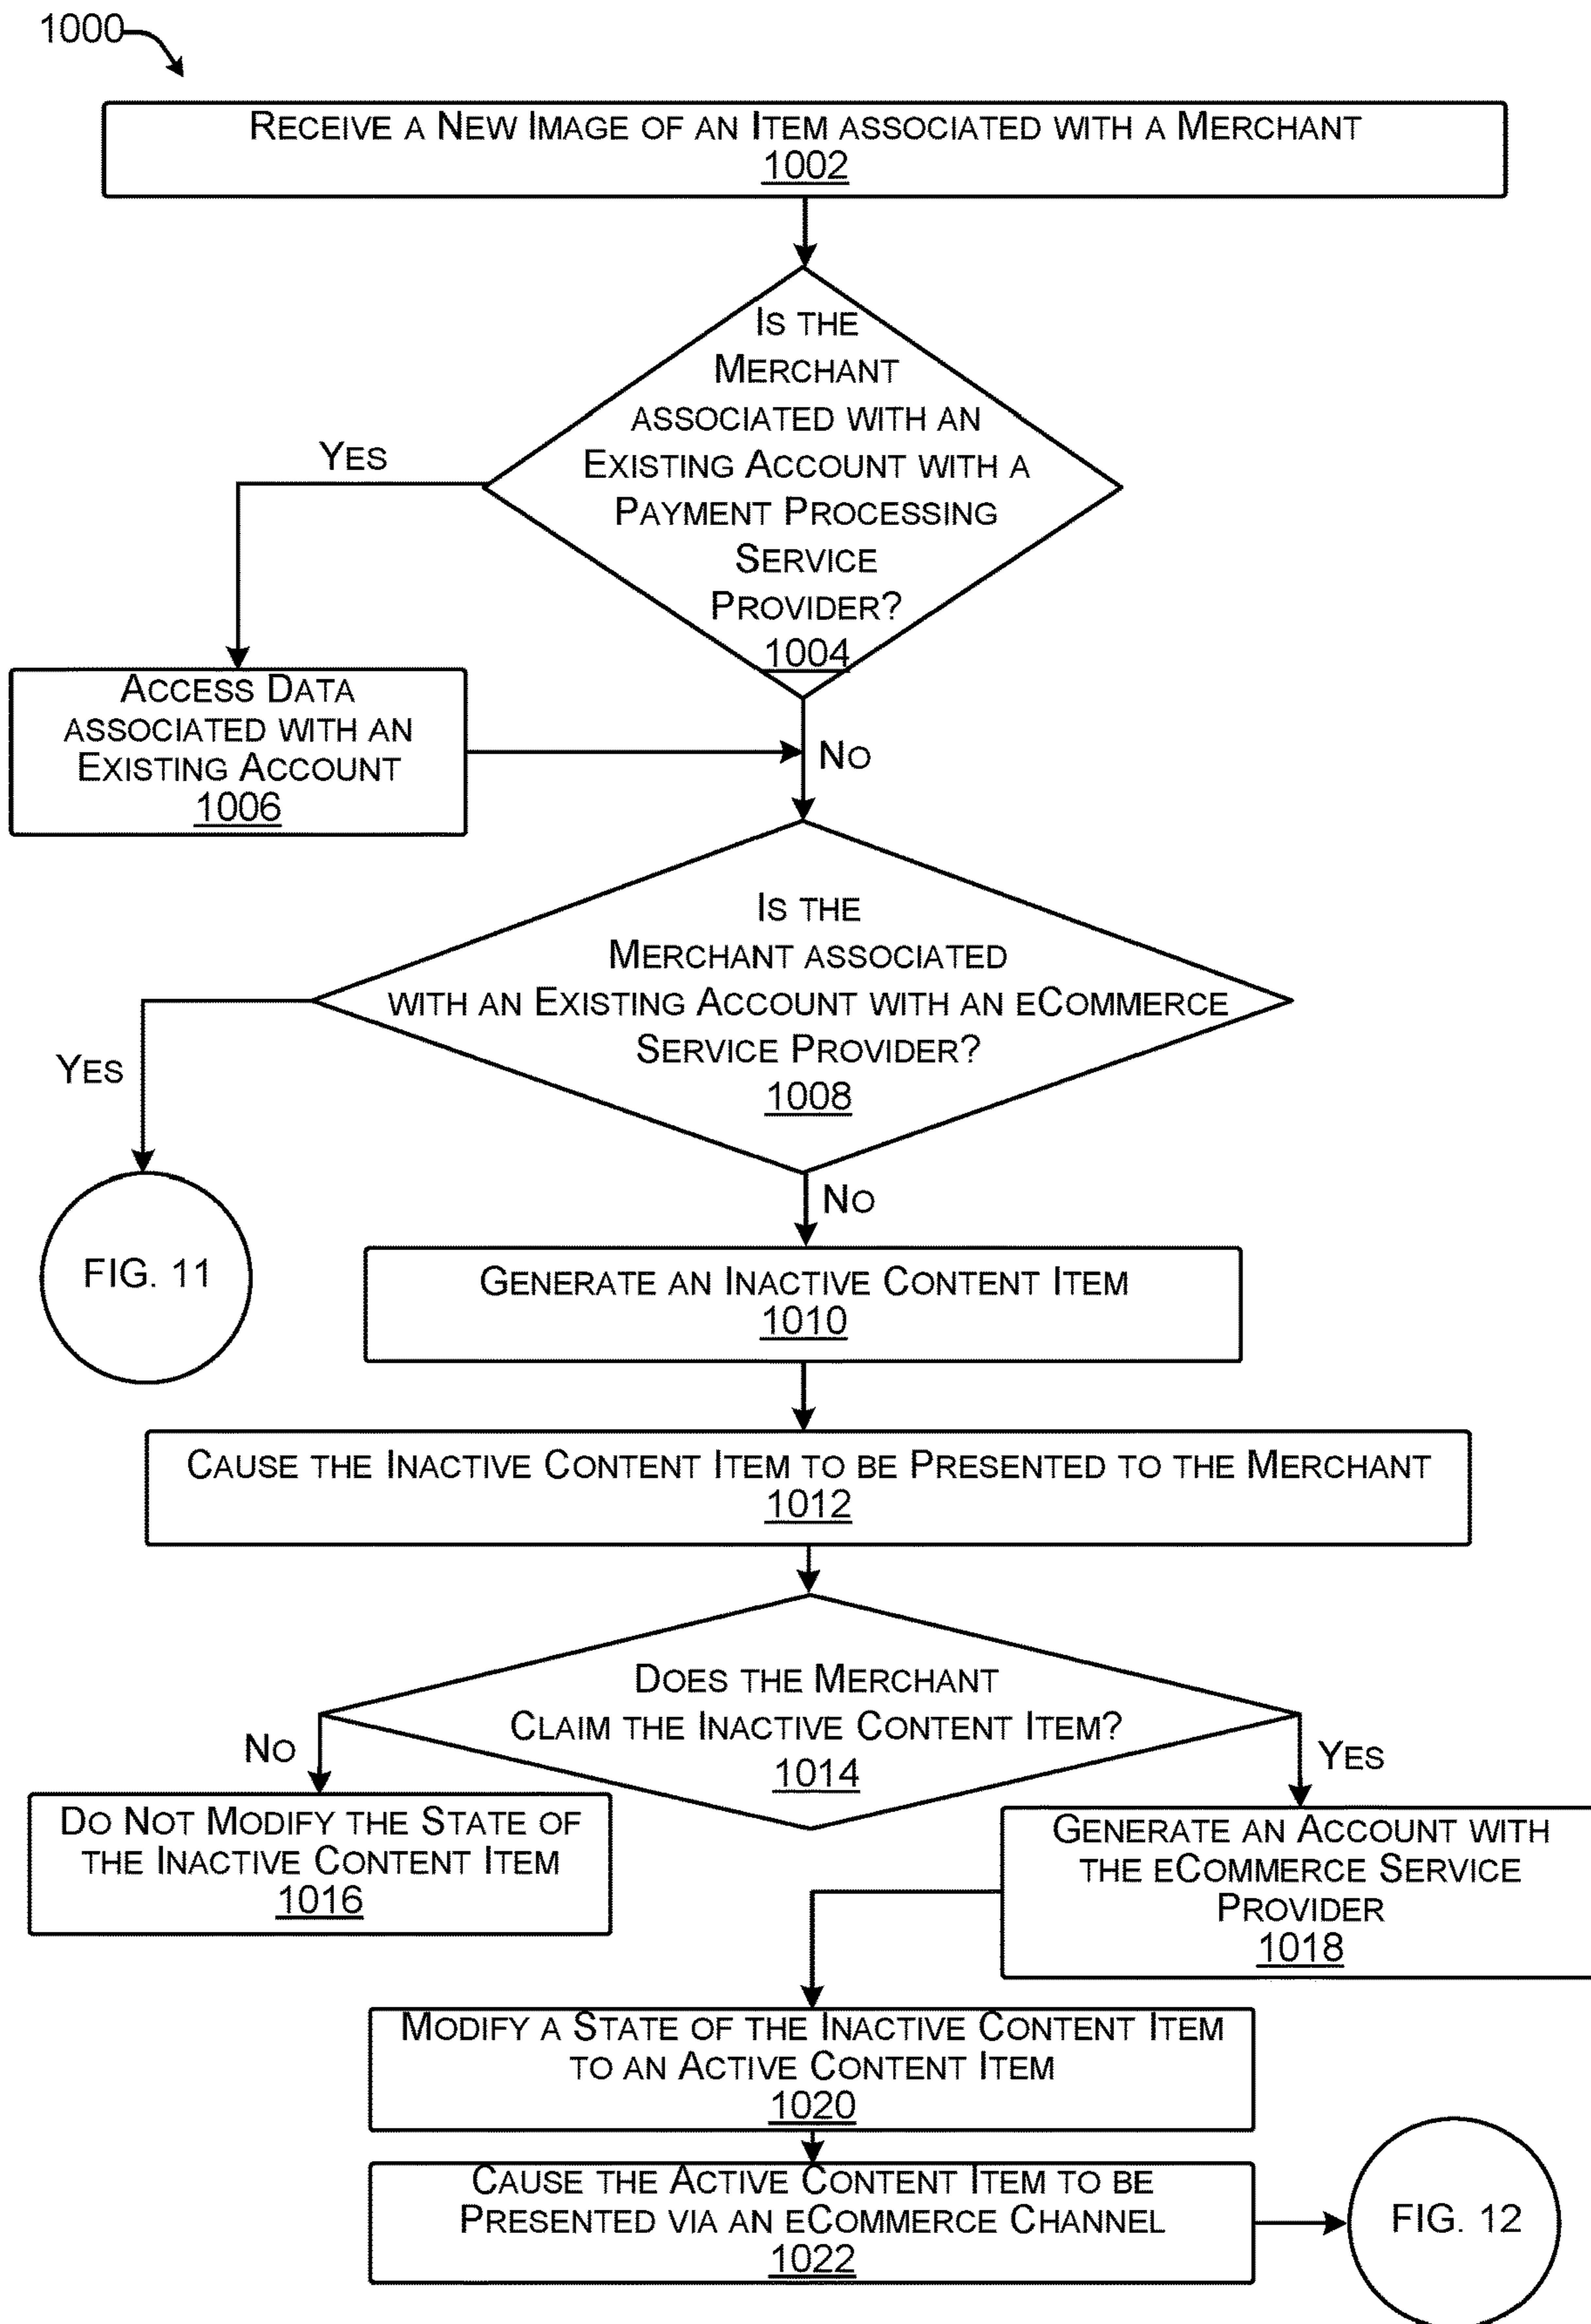 1000
Receive a New Image of an Item associated with a Merchant
1002
Is the
Merchant
associated with an
Existing Account with a
Payment Processing
Service
Provider?
1004
Yes
Access Data
associated with an
Existing Account
1006
No
Is the
Merchant associated
with an Existing Account with an eCommerce
Service Provider?
1008
Yes
No
FIG. 11
Generate an Inactive Content Item
1010
Cause the Inactive Content Item to be Presented to the Merchant
1012
Does the Merchant
Claim the Inactive Content Item?
1014
No
Yes
Do Not Modify the State of
the Inactive Content Item
1016
Generate an Account with
the eCommerce Service
Provider
1018
Modify a State of the Inactive Content Item
to an Active Content Item
1020
Cause the Active Content Item to be
Presented via an eCommerce Channel
1022
FIG. 12